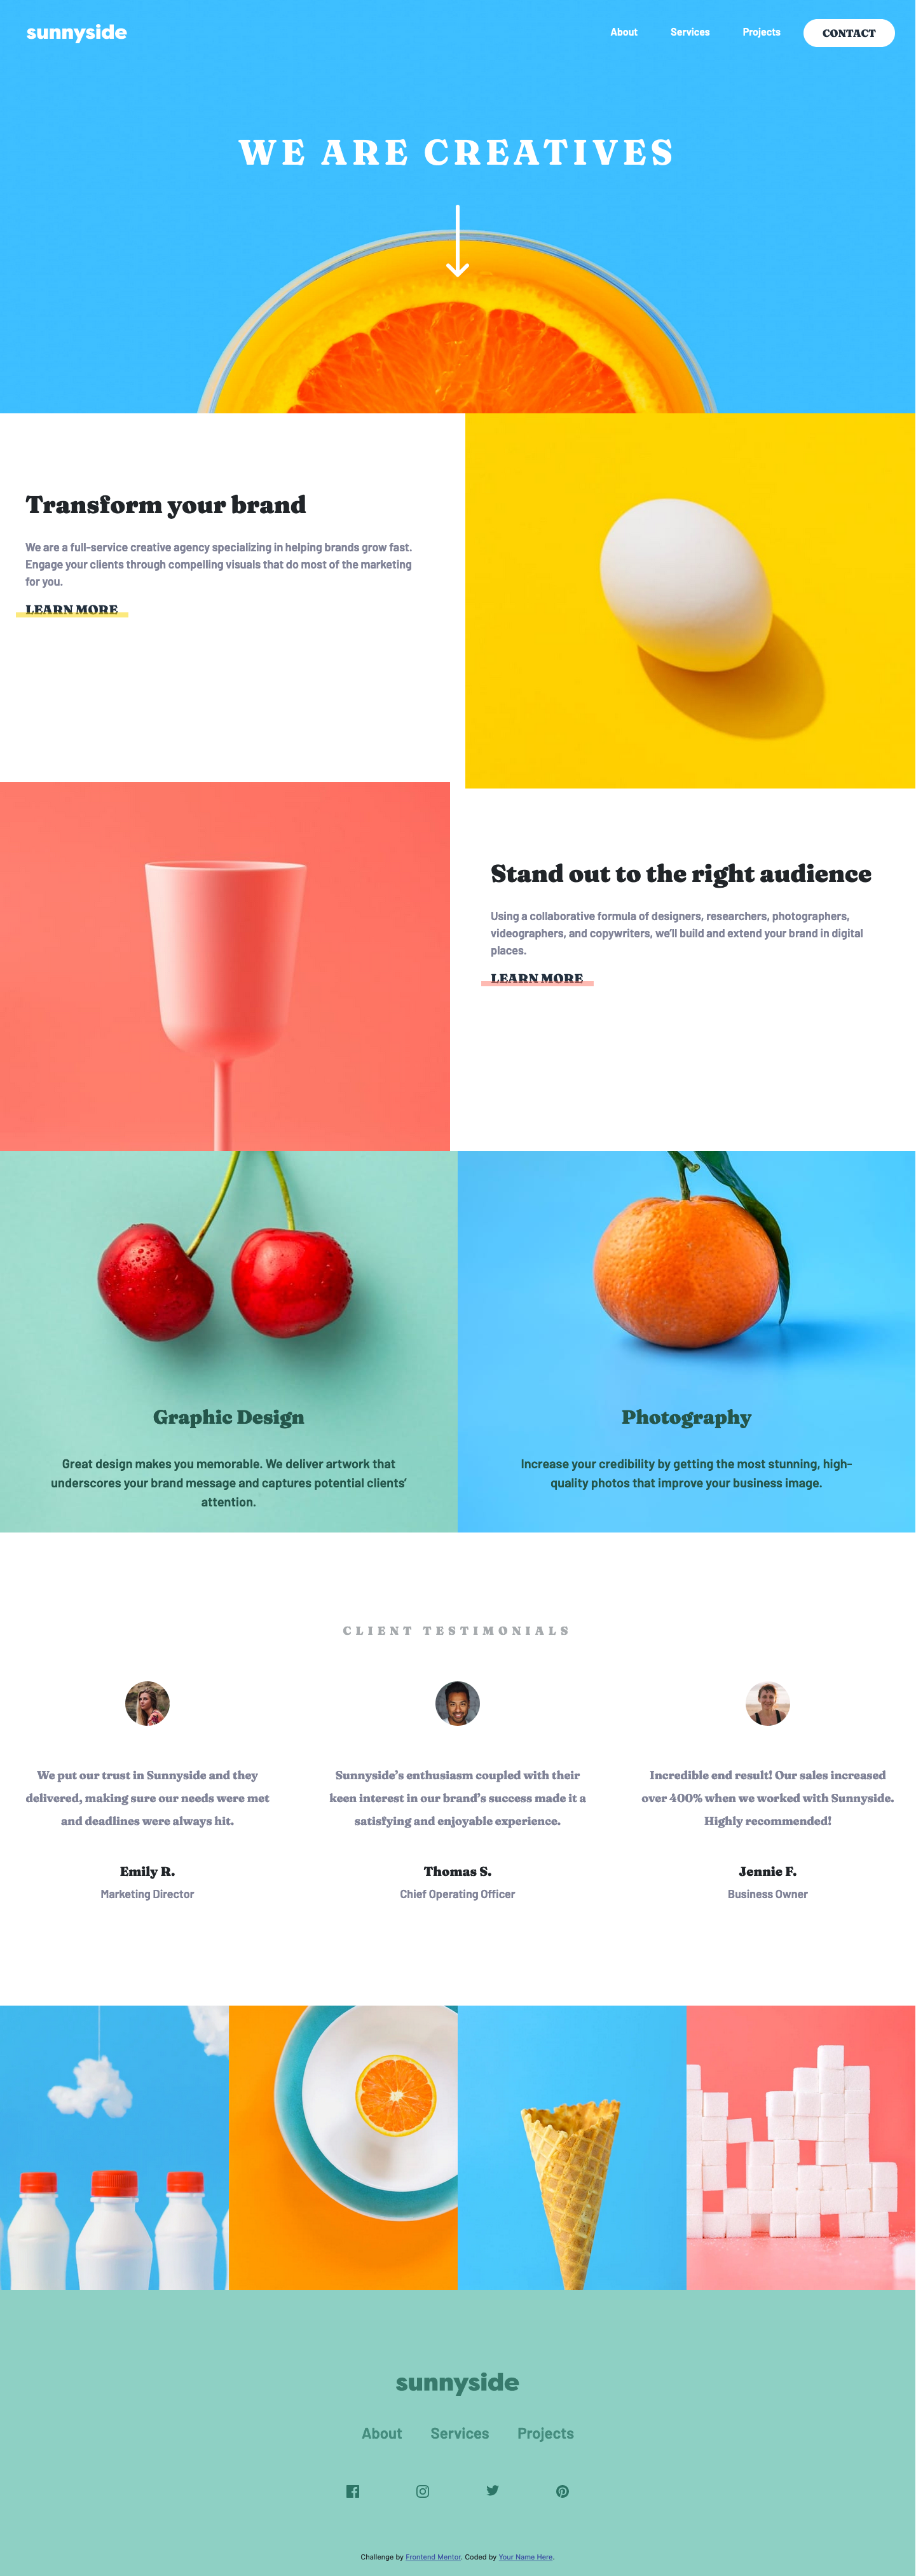 sunnyside
About Services Projects CONTACT
WE ARE CREATIVES
Transform your brand
We are a full-service creative agency specializing in helping brands grow fast.
Engage your clients through compelling visuals that do most of the marketing
for you.
LEARN MORE
Stand out to the right audience
Using a collaborative formula of designers, researchers, photographers,
videographers, and copywriters, we’ll build and extend your brand in digital
places.
LEARN MORE
Graphic Design
Great design makes you memorable. We deliver artwork that
underscores your brand message and captures potential clients’
attention.
Photography
Increase your credibility by getting the most stunning, high-
quality photos that improve your business image.
CLIENT TESTIMONIALS
We put our trust in Sunnyside and they
delivered, making sure our needs were met
and deadlines were always hit.
Emily R.
Marketing Director
Sunnyside’s enthusiasm coupled with their
keen interest in our brand’s success made it a
satisfying and enjoyable experience.
Thomas S.
Chief Operating Officer
Incredible end result! Our sales increased
over 400% when we worked with Sunnyside.
Highly recommended!
Jennie F.
Business Owner
sunnyside
About Services Projects
Challenge by Frontend Mentor. Coded by Your Name Here.